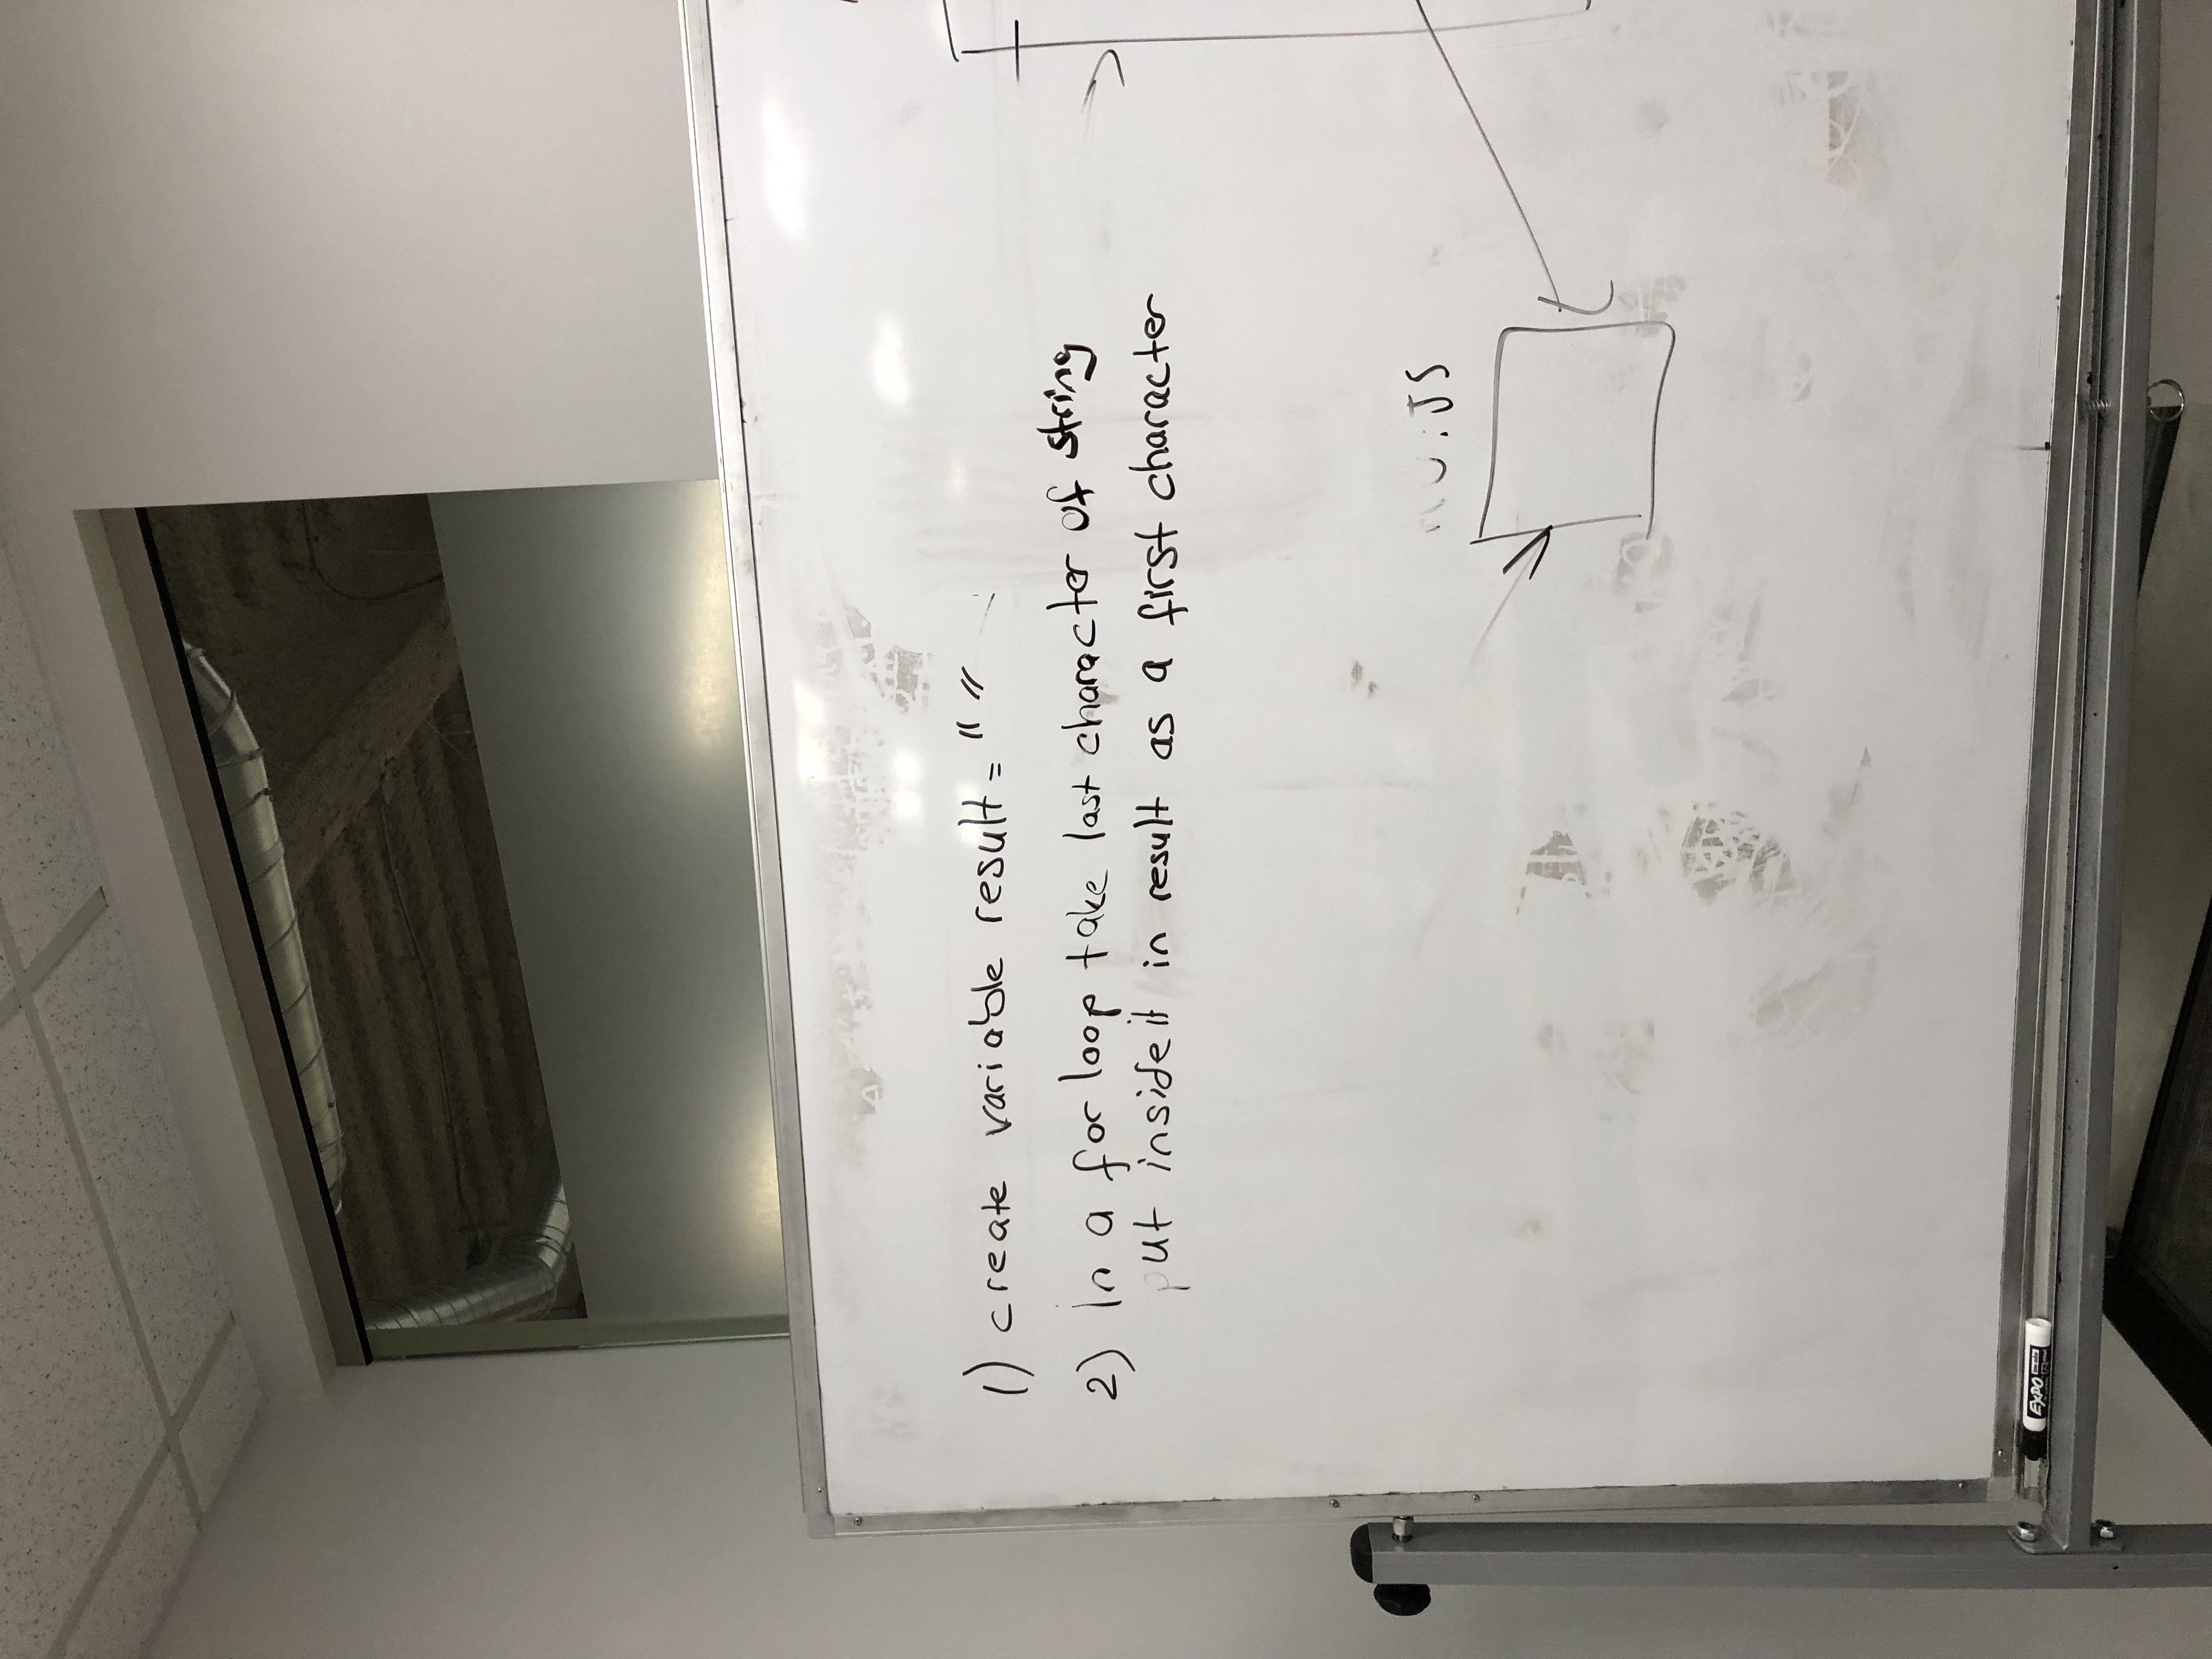 1) create variable result = " "
2) In a for loop take last character of string
put inside it in result as a first character
:JS
EXPO